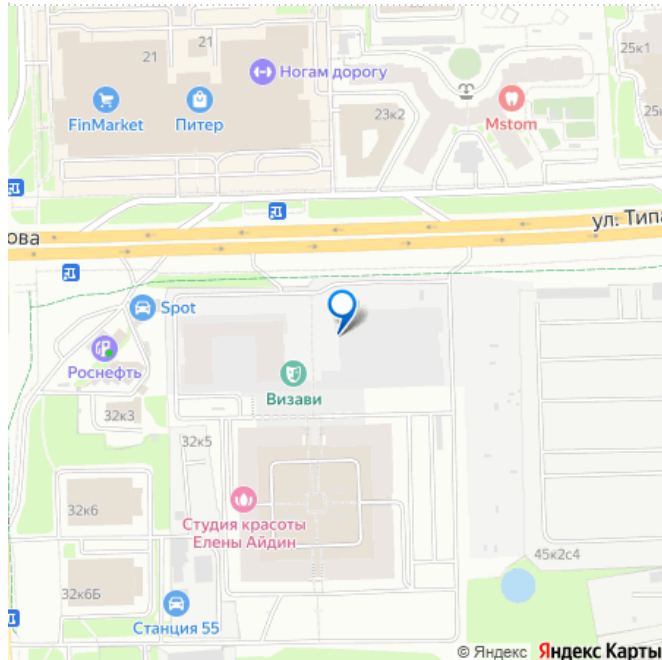 21
21
25к1
Ногам дорогу
FinMarket
Питер
23к2
Mstom
25к
ова
ул. Типа
Spot
Роснефть
Визави
32к3
32к5
32к6
Студия красоты
Елены Айдин
45к2с4
32к6Б
Станция 55
© Яндекс Яндекс Карты